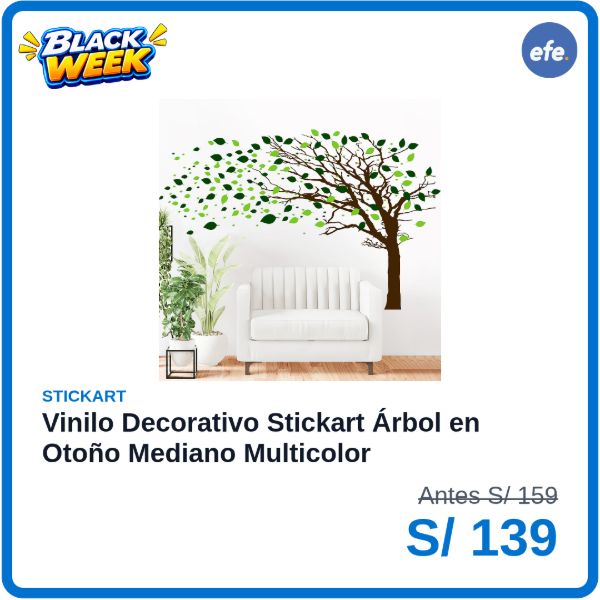 BLACK
WEEK
efe.
STICKART
Vinilo Decorativo Stickart Árbol en
Otoño Mediano Multicolor
Antes S/ 159
S/ 139